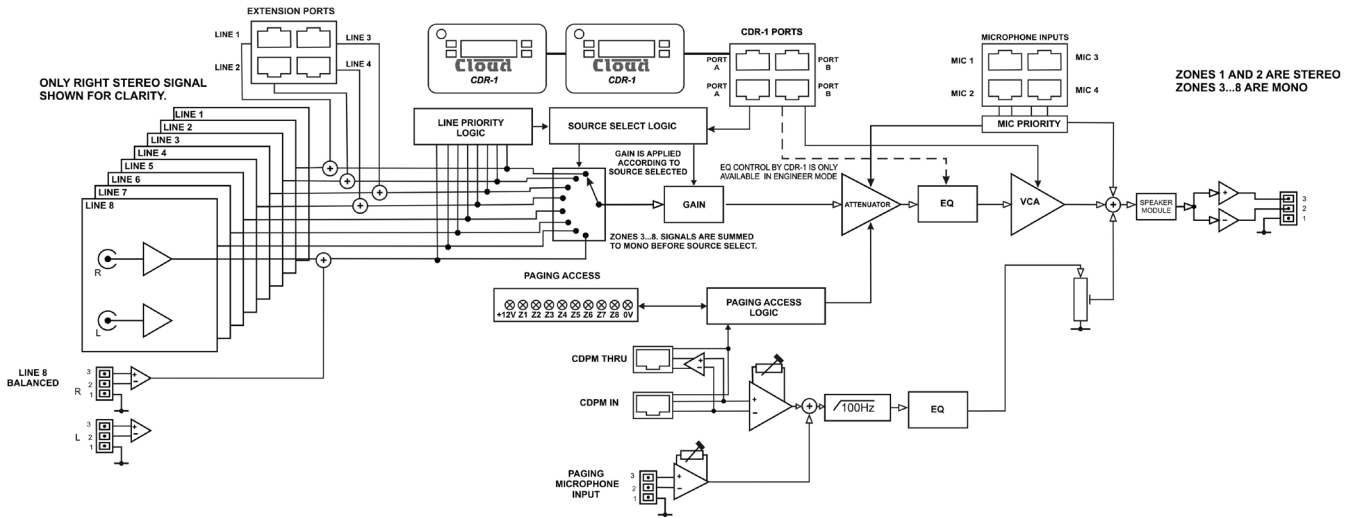 EXTENSION PORTS
LINE 1
LINE 3
LINE 2
LINE 4
Cloud
CDR-1
Cloud
CDR-1
CDR-1 PORTS
PORT
A
PORT
B
PORT
A
PORT
B
MICROPHONE INPUTS
MIC 1
MIC 3
MIC 2
MIC 4
MIC PRIORITY
ZONES 1 AND 2 ARE STEREO
ZONES 3...8 ARE MONO
ONLY RIGHT STEREO SIGNAL
SHOWN FOR CLARITY.
LINE 1
LINE 2
LINE 3
LINE 4
LINE 5
LINE 6
LINE 7
LINE 8
R
L
LINE PRIORITY
LOGIC
SOURCE SELECT LOGIC
GAIN IS APPLIED
ACCORDING TO
SOURCE SELECTED
EQ CONTROL BY CDR-1 IS ONLY
AVAILABLE IN ENGINEER MODE
GAIN
ATTENUATOR
EQ
VCA
+
SPEAKER
MODULE
+
−
3
2
1
+
+
+
+
+
ZONES 3...8. SIGNALS ARE SUMMED
TO MONO BEFORE SOURCE SELECT.
PAGING ACCESS
+12V Z1 Z2 Z3 Z4 Z5 Z6 Z7 Z8 0V
PAGING ACCESS
LOGIC
LINE 8
BALANCED
R
3
2
1
+
−
L
3
2
1
+
−
CDPM THRU
+
−
CDPM IN
+
−
+
100Hz
EQ
PAGING
MICROPHONE
INPUT
3
2
1
+
−